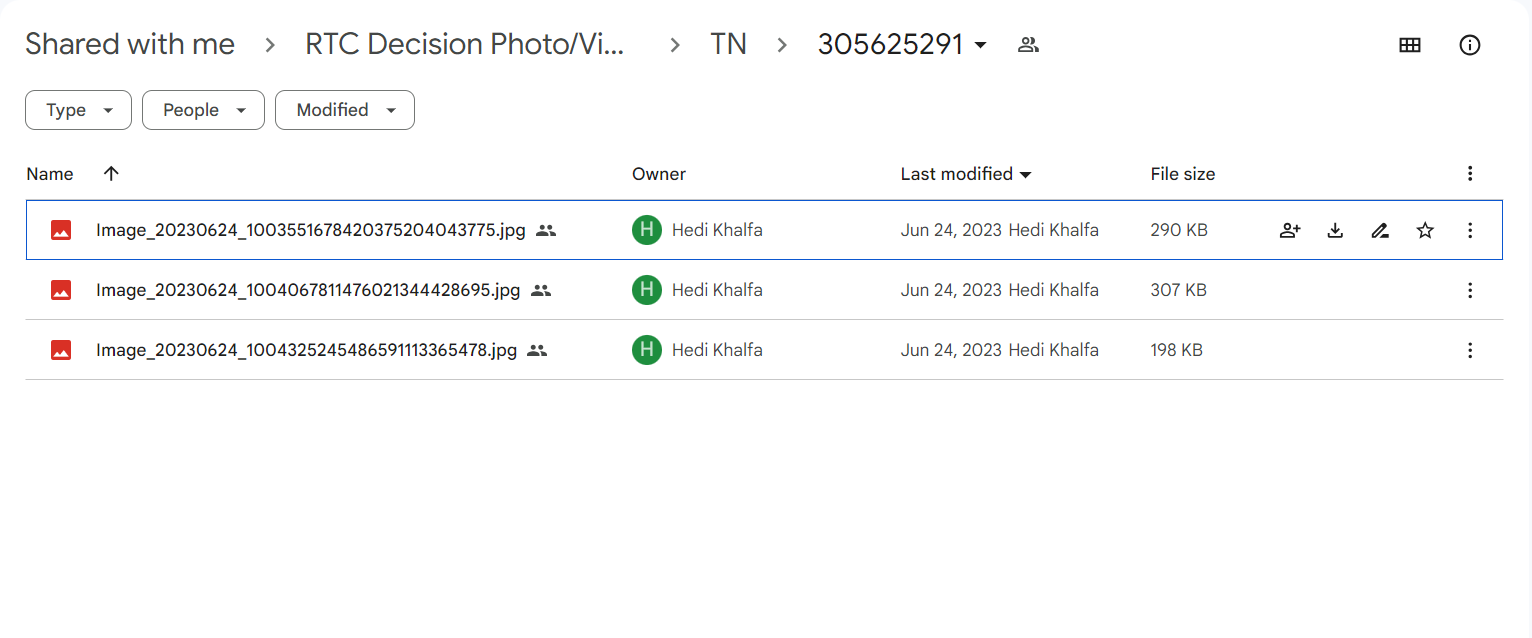 Shared with me > RTC Decision Photo/Vi... > TN > 305625291
Type People Modified
Name Owner Last modified File size
Image_20230624_1003551678420375204043775.jpg H Hedi Khalfa Jun 24, 2023 Hedi Khalfa 290 KB
Image_20230624_1004067811476021344428695.jpg H Hedi Khalfa Jun 24, 2023 Hedi Khalfa 307 KB
Image_20230624_1004325245486591113365478.jpg H Hedi Khalfa Jun 24, 2023 Hedi Khalfa 198 KB